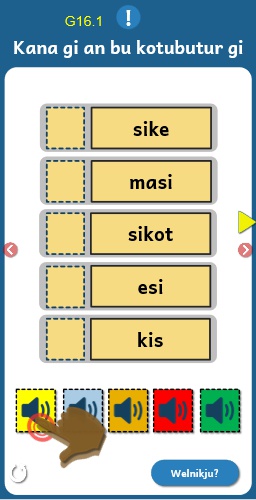 G16.1
!
Kana gi an bu kotubutur gi
sike
masi
sikot
esi
kis
Welnikju?